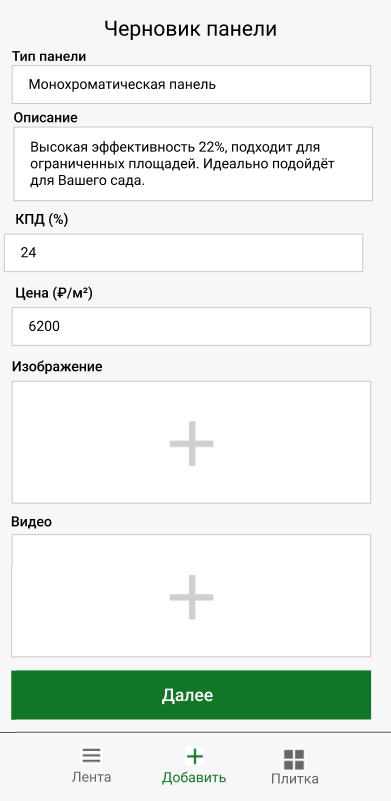 Черновик панели
Тип панели
Монохроматическая панель
Описание
Высокая эффективность 22%, подходит для
ограниченных площадей. Идеально подойдёт
для Вашего сада.
КПД (%)
24
Цена (₽/м²)
6200
Изображение
Видео
Далее
Лента
Добавить
Плитка